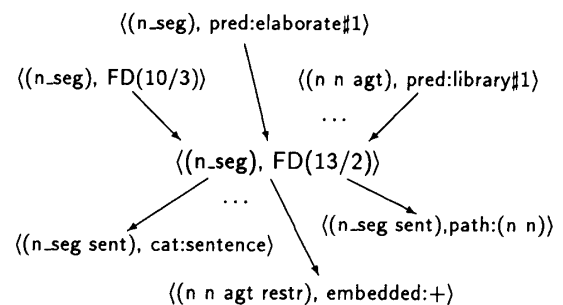 ⟨(n_seg), pred:elaborate♯1⟩
⟨(n_seg), FD(10/3)⟩ ⟨(n n agt), pred:library♯1⟩
...
⟨(n_seg), FD(13/2)⟩
...
⟨(n_seg sent),path:(n n)⟩
⟨(n_seg sent), cat:sentence⟩
⟨(n n agt restr), embedded:+⟩